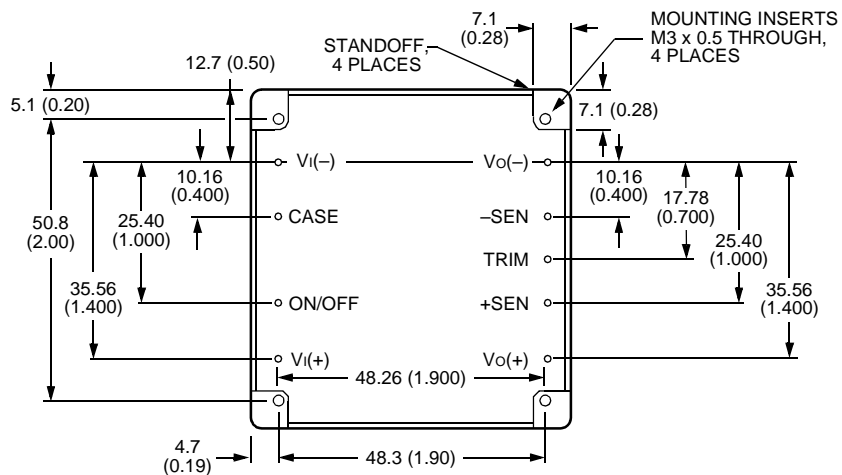 7.1
(0.28)
MOUNTING INSERTS
M3 x 0.5 THROUGH,
4 PLACES
STANDOFF,
4 PLACES
12.7 (0.50)
5.1 (0.20)
7.1 (0.28)
VI(–)
VO(–)
10.16
(0.400)
10.16
(0.400)
17.78
(0.700)
CASE
–SEN
50.8
(2.00)
25.40
(1.000)
25.40
(1.000)
TRIM
35.56
(1.400)
35.56
(1.400)
ON/OFF
+SEN
VI(+)
VO(+)
48.26 (1.900)
4.7
(0.19)
48.3 (1.90)